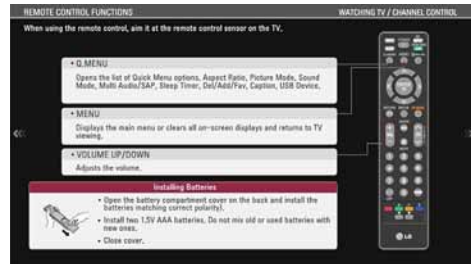 REMOTE CONTROL FUNCTIONS
WATCHING TV / CHANNEL CONTROL
When using the remote control, aim it at the remote control sensor on the TV.
• Q.MENU
Opens the list of Quick Menu options, Aspect Ratio, Picture Mode, Sound
Mode, Multi Audio/SAP, Sleep Timer, Del/Add/Fav, Caption, USB Device.
• MENU
Displays the main menu or clears all on-screen displays and returns to TV
viewing.
• VOLUME UP/DOWN
Adjusts the volume.
Installing Batteries
• Open the battery compartment cover on the back and install the
batteries matching correct polarity).
• Install two 1.5V AAA batteries. Do not mix old or used batteries with
new ones.
• Close cover.
LG